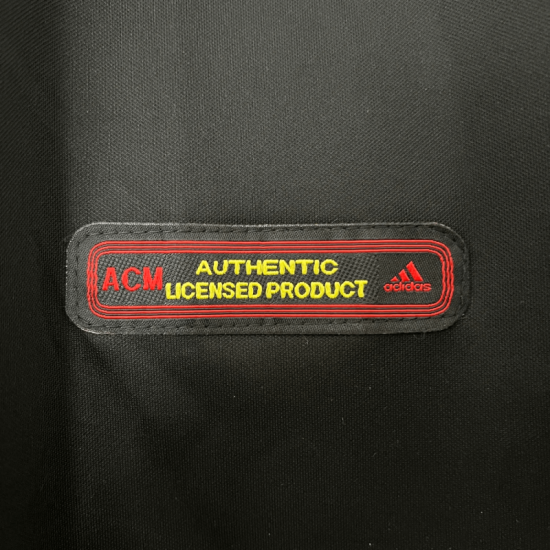 ACM
AUTHENTIC
LICENSED PRODUCT
adidas